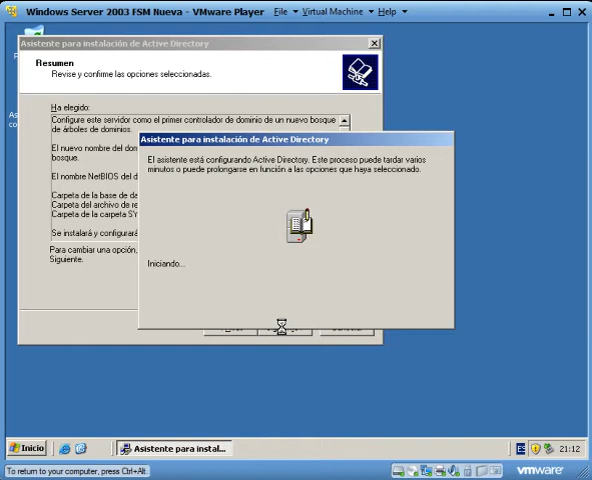 Windows Server 2003 FSM Nueva - VMware Player File Virtual Machine Help
Asistente para instalación de Active Directory
Resumen
Revise y confirme las opciones seleccionadas.
Ha elegido:
Configure este servidor como el primer controlador de dominio de un nuevo bosque
de árboles de dominios.
El nuevo nombre del dom
bosque.
El nombre NetBIOS del d
Carpeta de la base de da
Carpeta del archivo de re
Carpeta de la carpeta
Se instalará y configurará
Para cambiar una opción,
Siguiente.
Asistente para instalación de Active Directory
El asistente está configurando Active Directory. Este proceso puede tardar varios
minutos o puede prolongarse en función a las opciones que haya seleccionado.
Iniciando...
Inicio
Asistente para instal...
ES
21:12
To return to your computer, press Ctrl+Alt
vmware